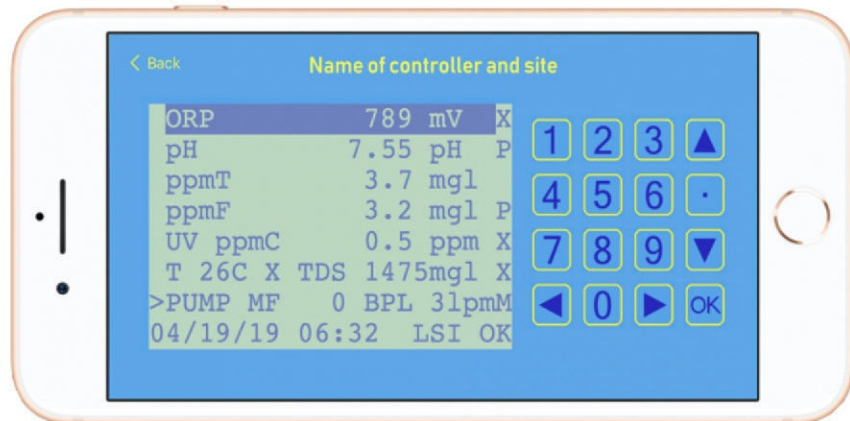 Back
Name of controller and site
ORP 789 mV X
pH 7.55 pH P
ppmT 3.7 mgl
ppmF 3.2 mgl P
UV ppmC 0.5 ppm X
T 26C X TDS 1475mgl X
>PUMP MF 0 BPL 3lpmM
04/19/19 06:32 LSI OK
1 2 3
4 5 6 .
7 8 9
0 OK